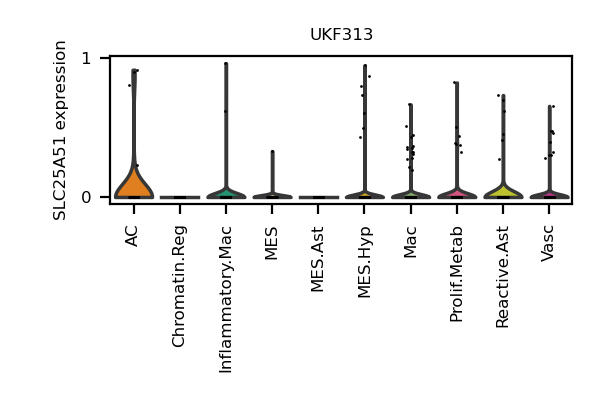 UKF313
SLC25A51 expression
1
0
AC
Chromatin.Reg
Inflammatory.Mac
MES
MES.Ast
MES.Hyp
Mac
Prolif.Metab
Reactive.Ast
Vasc